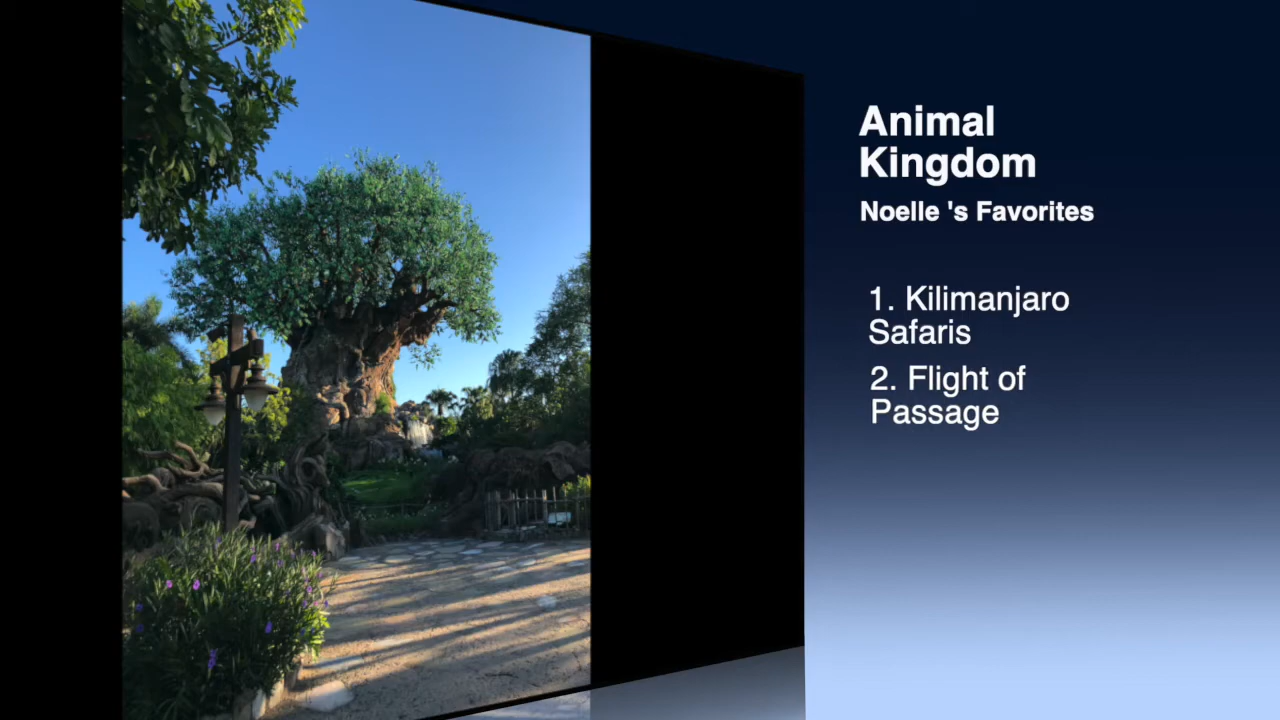 Animal
Kingdom
Noelle 's Favorites
1. Kilimanjaro
Safaris
2. Flight of
Passage